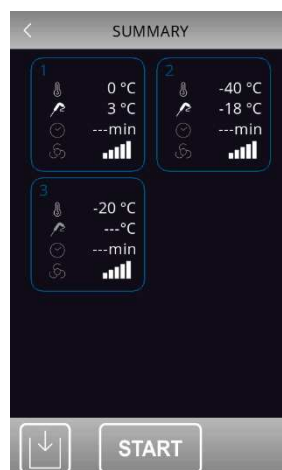 SUMMARY
1
0 °C
3 °C
---min
2
-40 °C
-18 °C
---min
3
-20 °C
---°C
---min
START